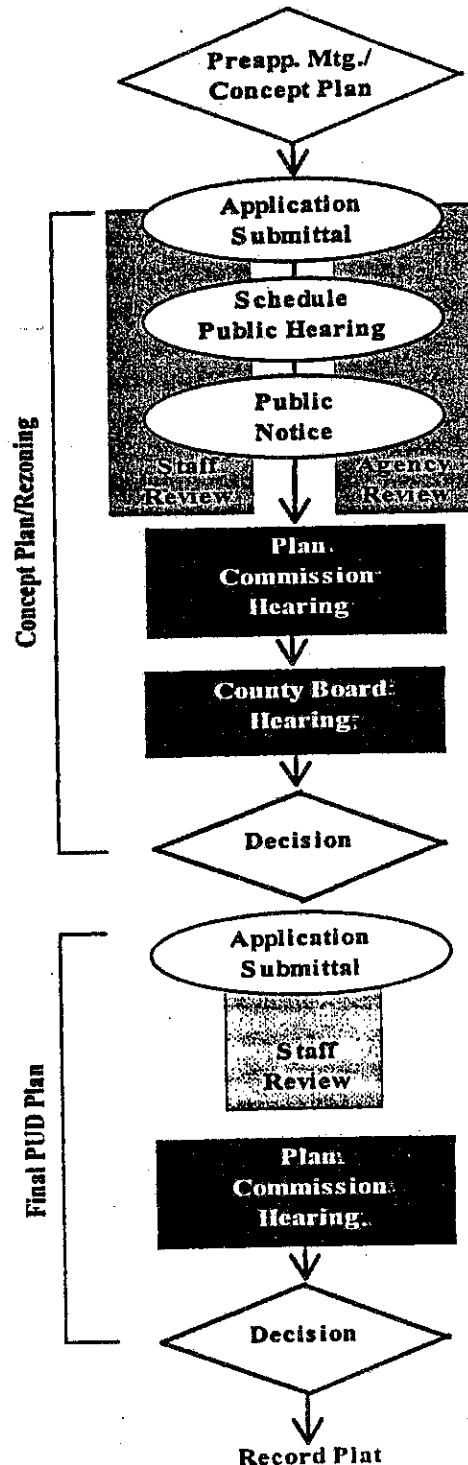 Preapp. Mtg./
Concept Plan
Application
Submittal
Schedule
Public Hearing
Public
Notice
Staff
Review
Agency
Review
Plan
Commission
Hearing
County Board
Hearing
Decision
Concept Plan/Rezoning
Application
Submittal
Staff
Review
Plan
Commission
Hearing
Decision
Final PUD Plan
Record Plat